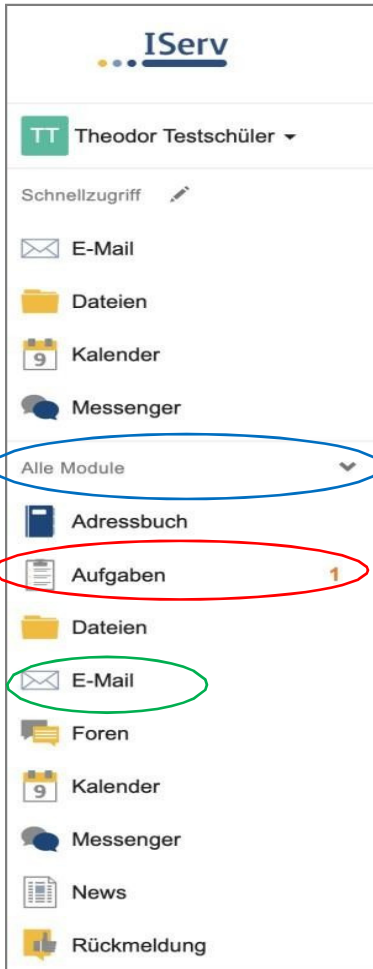 IServ
TT Theodor Testschüler
Schnellzugriff
E-Mail
Dateien
9 Kalender
Messenger
Alle Module
Adressbuch
Aufgaben 1
Dateien
E-Mail
Foren
9 Kalender
Messenger
News
Rückmeldung